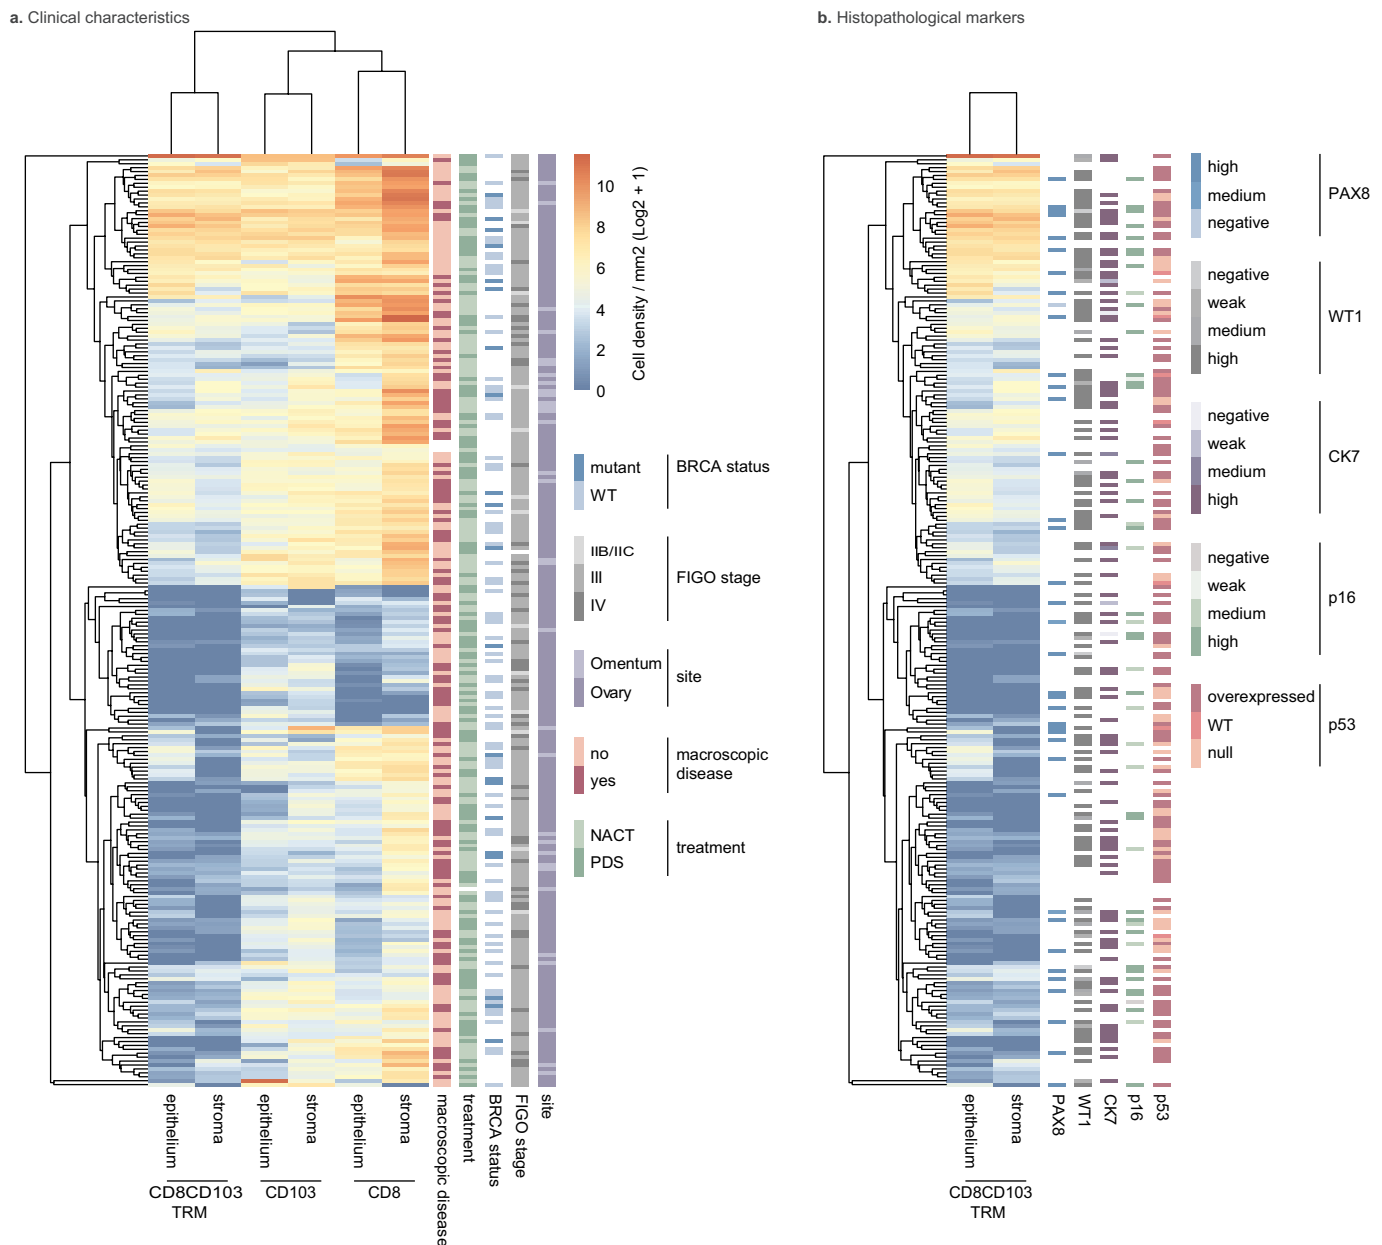 a. Clinical characteristics
10
8
6
4
2
0
Cell density / mm2 (Log2 + 1)
mutant
WT
BRCA status
IIB/IIC
III
IV
FIGO stage
Omentum
Ovary
site
no
yes
macroscopic
disease
NACT
PDS
treatment
epithelium
stroma
epithelium
stroma
epithelium
stroma
macroscopic disease
treatment
BRCA status
FIGO stage
site
CD8CD103
TRM
CD103
CD8
b. Histopathological markers
high
medium
negative
PAX8
negative
weak
medium
high
WT1
negative
weak
medium
high
CK7
negative
weak
medium
high
p16
overexpressed
WT
null
p53
epithelium
stroma
PAX8
WT1
CK7
p16
p53
CD8CD103
TRM